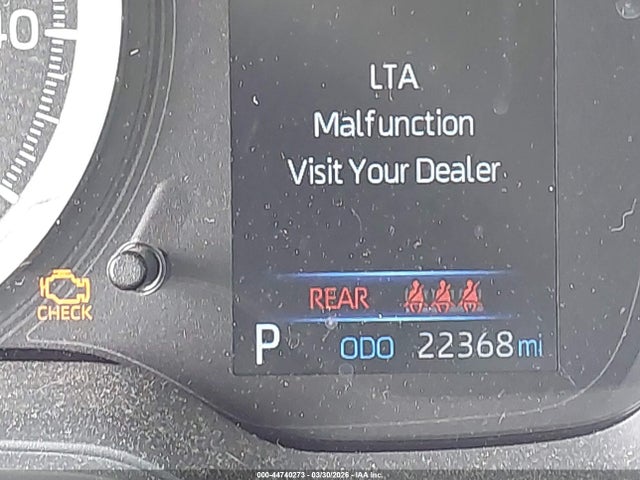 40
LTA
Malfunction
Visit Your Dealer
REAR
CHECK
P ODO 22368 mi
000-44740273 - 03/30/2026 - IAA Inc.